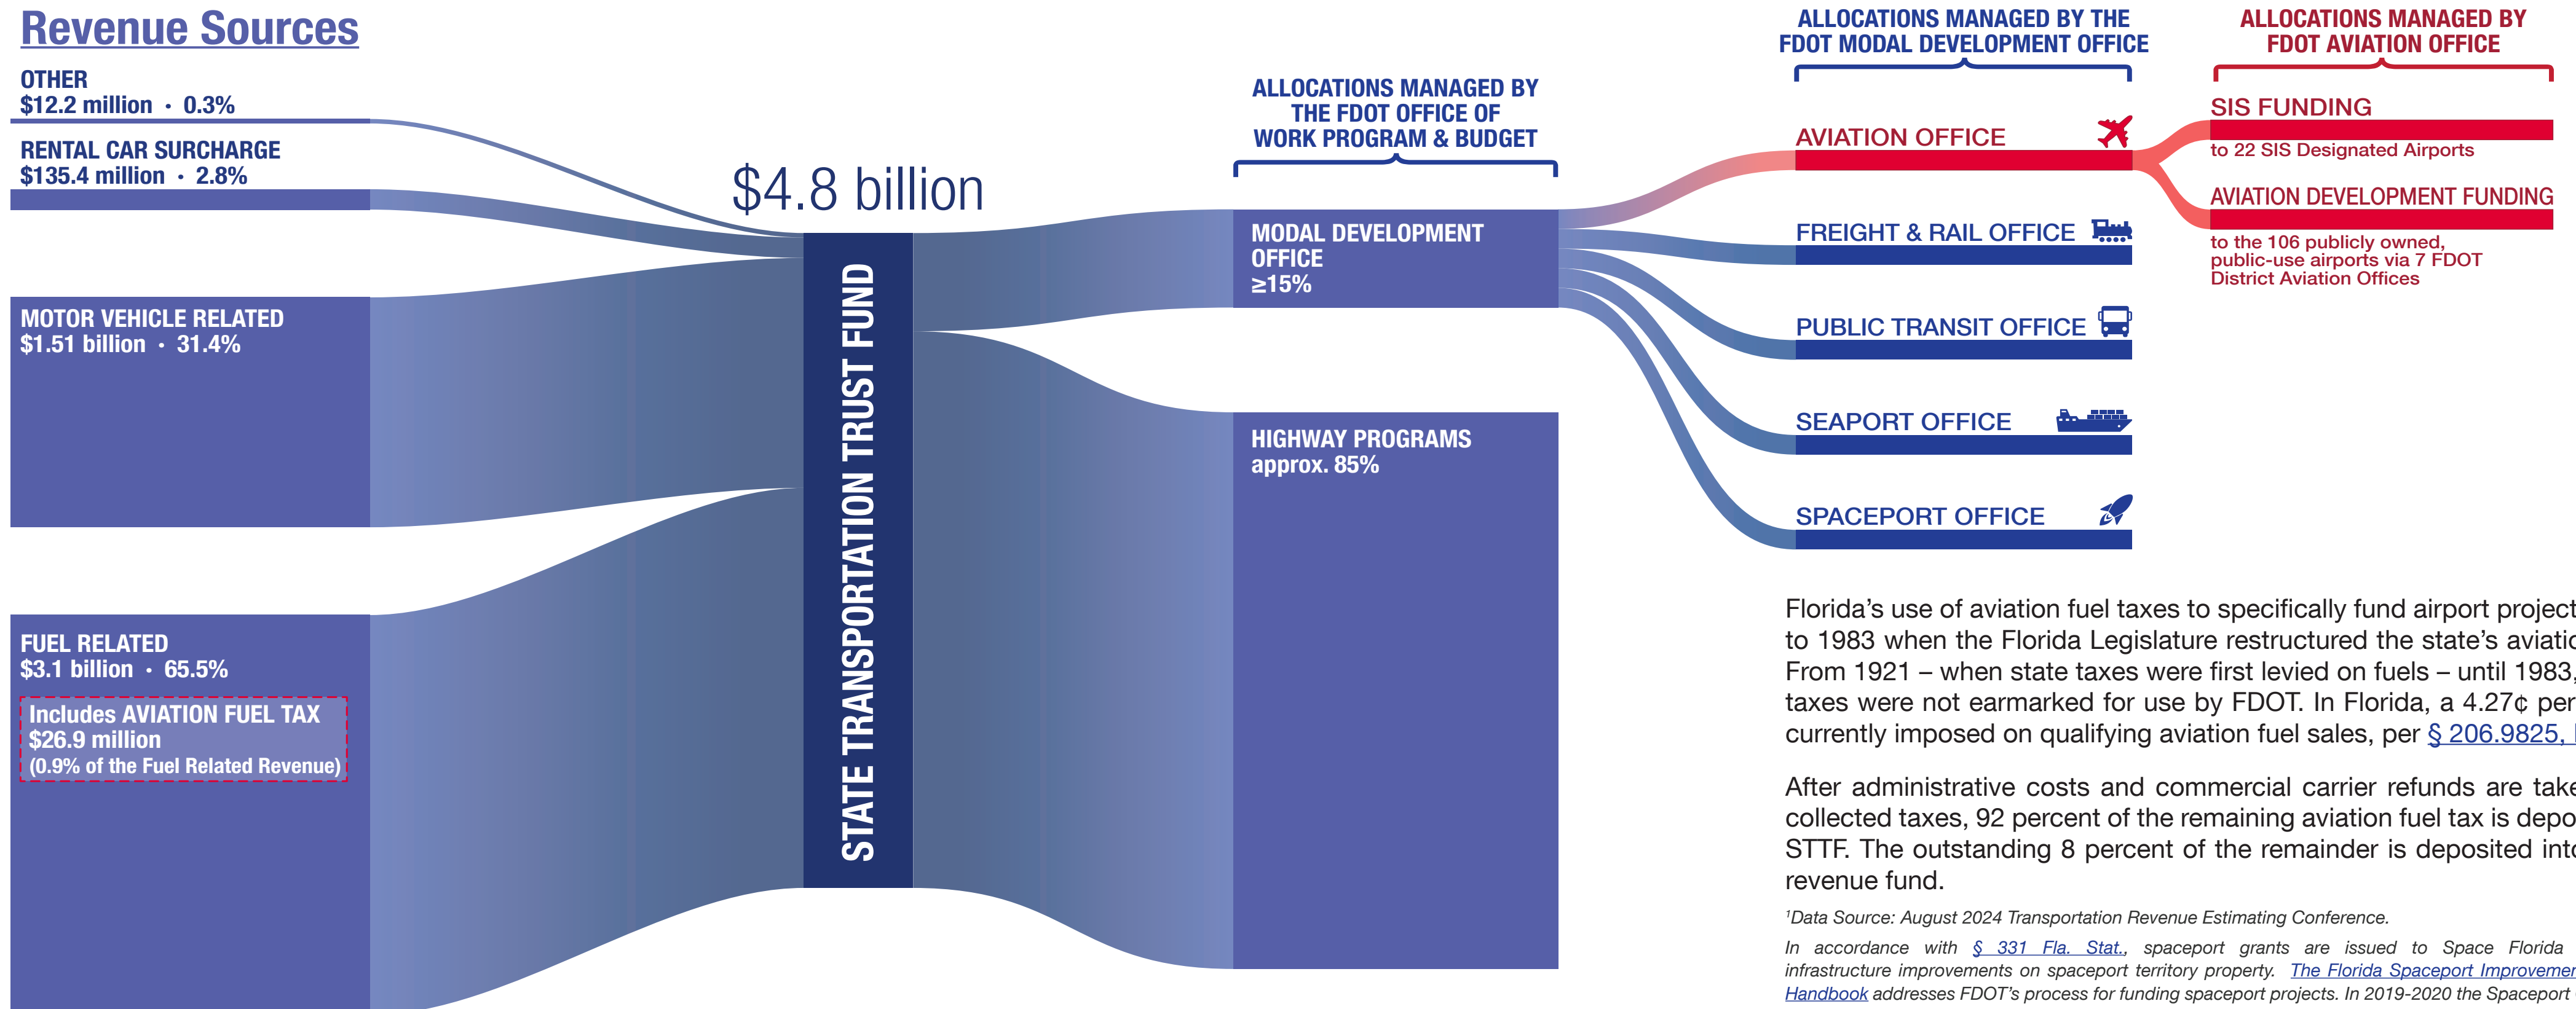 Revenue Sources
OTHER
$12.2 million • 0.3%
RENTAL CAR SURCHARGE
$135.4 million • 2.8%
MOTOR VEHICLE RELATED
$1.51 billion • 31.4%
FUEL RELATED
$3.1 billion • 65.5%
Includes AVIATION FUEL TAX
$26.9 million
(0.9% of the Fuel Related Revenue)
$4.8 billion
STATE TRANSPORTATION TRUST FUND
ALLOCATIONS MANAGED BY
THE FDOT OFFICE OF
WORK PROGRAM & BUDGET
MODAL DEVELOPMENT
OFFICE
≥15%
HIGHWAY PROGRAMS
approx. 85%
ALLOCATIONS MANAGED BY THE
FDOT MODAL DEVELOPMENT OFFICE
AVIATION OFFICE
FREIGHT & RAIL OFFICE
PUBLIC TRANSIT OFFICE
SEAPORT OFFICE
SPACEPORT OFFICE
ALLOCATIONS MANAGED BY
FDOT AVIATION OFFICE
SIS FUNDING
to 22 SIS Designated Airports
AVIATION DEVELOPMENT FUNDING
to the 106 publicly owned,
public-use airports via 7 FDOT
District Aviation Offices
Florida's use of aviation fuel taxes to specifically fund airport project
to 1983 when the Florida Legislature restructured the state's aviatio
From 1921 – when state taxes were first levied on fuels – until 1983,
taxes were not earmarked for use by FDOT. In Florida, a 4.27¢ per
currently imposed on qualifying aviation fuel sales, per § 206.9825,
After administrative costs and commercial carrier refunds are take
collected taxes, 92 percent of the remaining aviation fuel tax is depo
STTF. The outstanding 8 percent of the remainder is deposited into
revenue fund.
¹Data Source: August 2024 Transportation Revenue Estimating Conference.
In accordance with § 331 Fla. Stat., spaceport grants are issued to Space Florida
infrastructure improvements on spaceport territory property. The Florida Spaceport Improvemen
Handbook addresses FDOT's process for funding spaceport projects. In 2019-2020 the Spaceport